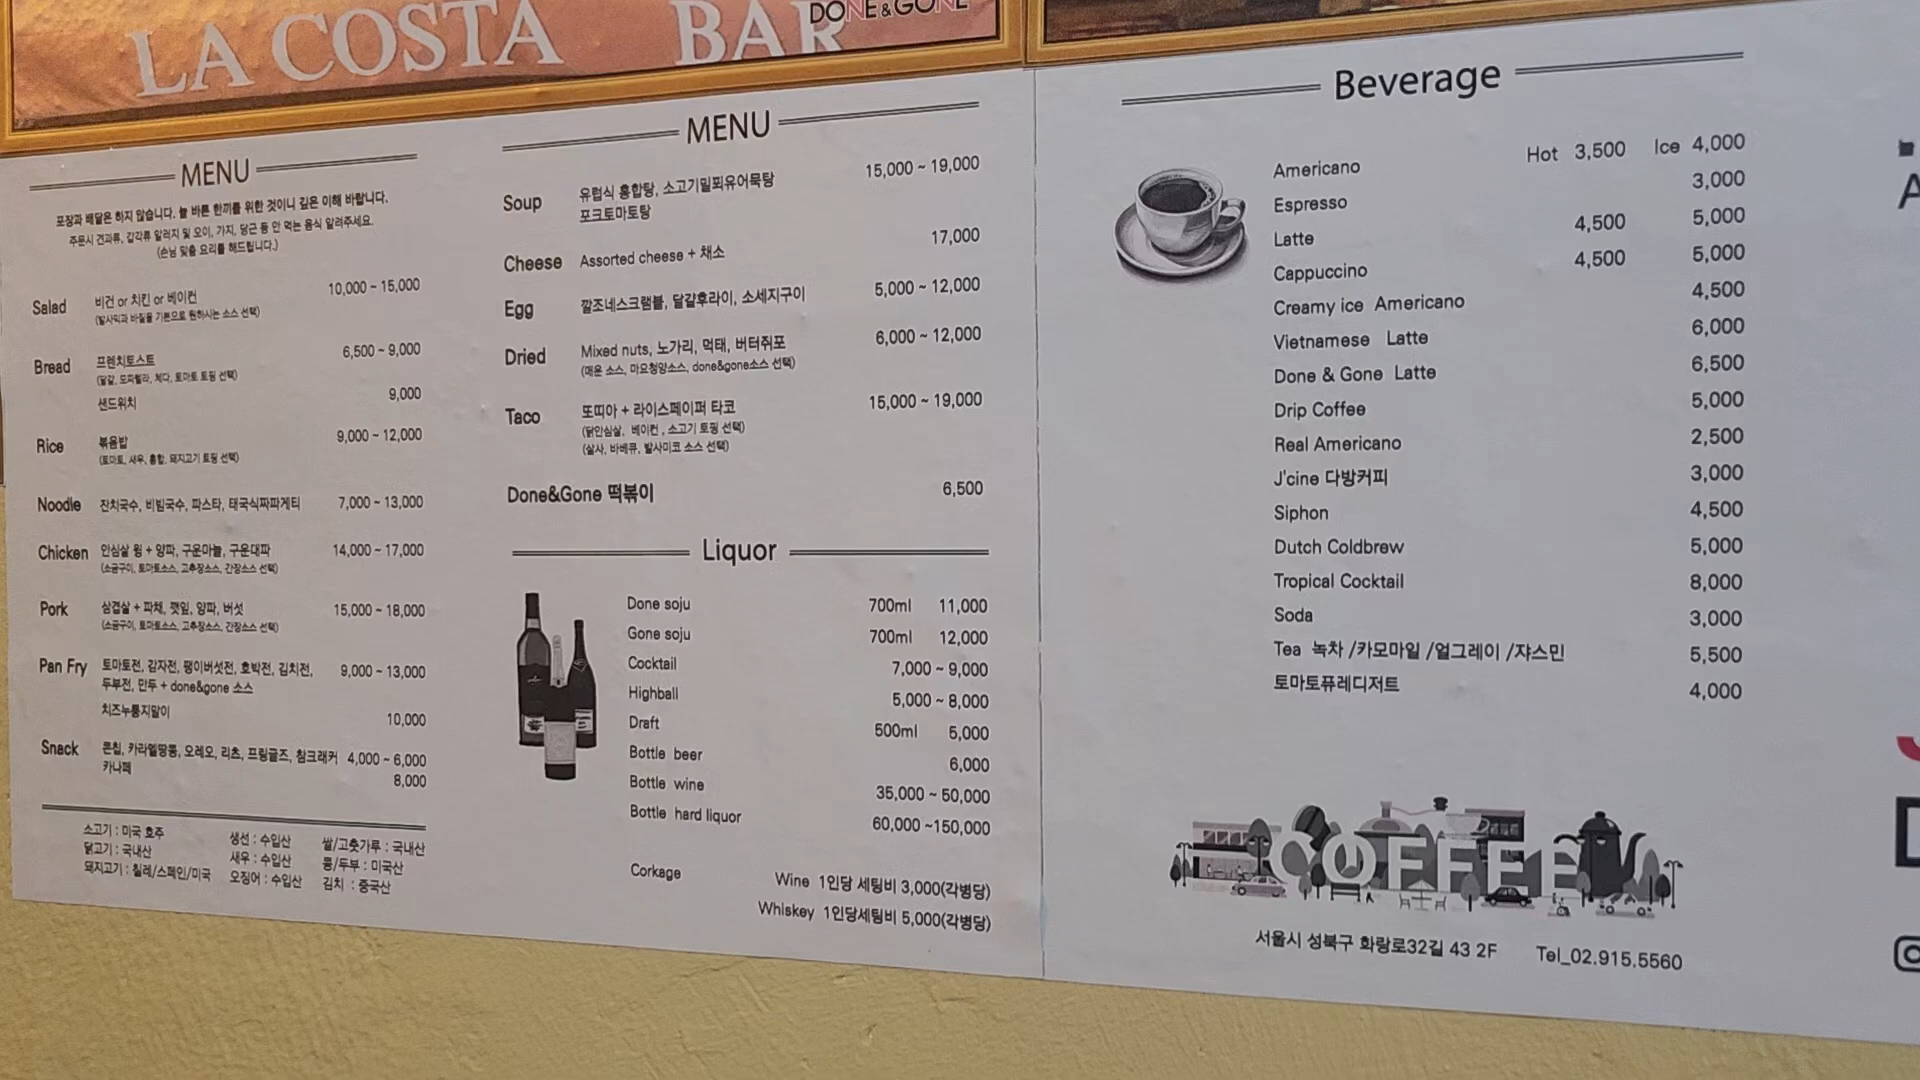 LA COSTA BAR
DONE&GONE
MENU
포장과 배달은 하지 않습니다. 늘 바른 한끼를 위한 것이니 깊은 이해 바랍니다.
주문시 견과류, 갑각류 알러지 및 오이, 가지, 당근 등 안 먹는 음식 알려주세요.
(손님 맞춤 요리를 해드립니다.)
Salad 비건 or 치킨 or 베이컨 10,000 ~ 15,000
(발사믹과 바질을 기본으로 원하시는 소스 선택)
Bread 프렌치토스트 6,500 ~ 9,000
(달걀, 모짜렐라, 체다, 토마토 토핑 선택)
샌드위치 9,000
Rice 볶음밥 9,000 ~ 12,000
(토마토, 새우, 홍합, 돼지고기 토핑 선택)
Noodle 잔치국수, 비빔국수, 파스타, 태국식짜파게티 7,000 ~ 13,000
Chicken 안심살 윙 + 양파, 구운마늘, 구운대파 14,000 ~ 17,000
(소금구이, 토마토소스, 고추장소스, 간장소스 선택)
Pork 삼겹살 + 파채, 깻잎, 양파, 버섯 15,000 ~ 18,000
(소금구이, 토마토소스, 고추장소스, 간장소스 선택)
Pan Fry 토마토전, 감자전, 팽이버섯전, 호박전, 김치전, 9,000 ~ 13,000
두부전, 만두 + done&gone 소스
치즈누룽지말이 10,000
Snack 콘칩, 카라멜땅콩, 오레오, 리츠, 프링글즈, 참크래커 4,000 ~ 6,000
카나페 8,000
소고기 : 미국 호주 생선 : 수입산 쌀/고춧가루 : 국내산
닭고기 : 국내산 새우 : 수입산 콩/두부 : 미국산
돼지고기 : 칠레/스페인/미국 오징어 : 수입산 김치 : 중국산
MENU
Soup 유럽식 홍합탕, 소고기밀푀유어묵탕 15,000 ~ 19,000
포크토마토탕
Cheese Assorted cheese + 채소 17,000
Egg 깔조네스크램블, 달걀후라이, 소세지구이 5,000 ~ 12,000
Dried Mixed nuts, 노가리, 먹태, 버터쥐포 6,000 ~ 12,000
(매운 소스, 마요청양소스, done&gone소스 선택)
Taco 또띠아 + 라이스페이퍼 타코 15,000 ~ 19,000
(닭안심살, 베이컨 , 소고기 토핑 선택)
(살사, 바베큐, 발사미코 소스 선택)
Done&Gone 떡볶이 6,500
Liquor
Done soju 700ml 11,000
Gone soju 700ml 12,000
Cocktail 7,000 ~ 9,000
Highball 5,000 ~ 8,000
Draft 500ml 5,000
Bottle beer 6,000
Bottle wine 35,000 ~ 50,000
Bottle hard liquor 60,000 ~150,000
Corkage Wine 1인당 세팅비 3,000(각병당)
Whiskey 1인당세팅비 5,000(각병당)
Beverage
Americano Hot 3,500 Ice 4,000
Espresso 3,000
Latte 4,500 5,000
Cappuccino 4,500 5,000
Creamy ice Americano 4,500
Vietnamese Latte 6,000
Done & Gone Latte 6,500
Drip Coffee 5,000
Real Americano 2,500
J'cine 다방커피 3,000
Siphon 4,500
Dutch Coldbrew 5,000
Tropical Cocktail 8,000
Soda 3,000
Tea 녹차 /카모마일 /얼그레이 /쟈스민 5,500
토마토퓨레디저트 4,000
COFFEE
서울시 성북구 화랑로32길 43 2F Tel_02.915.5560